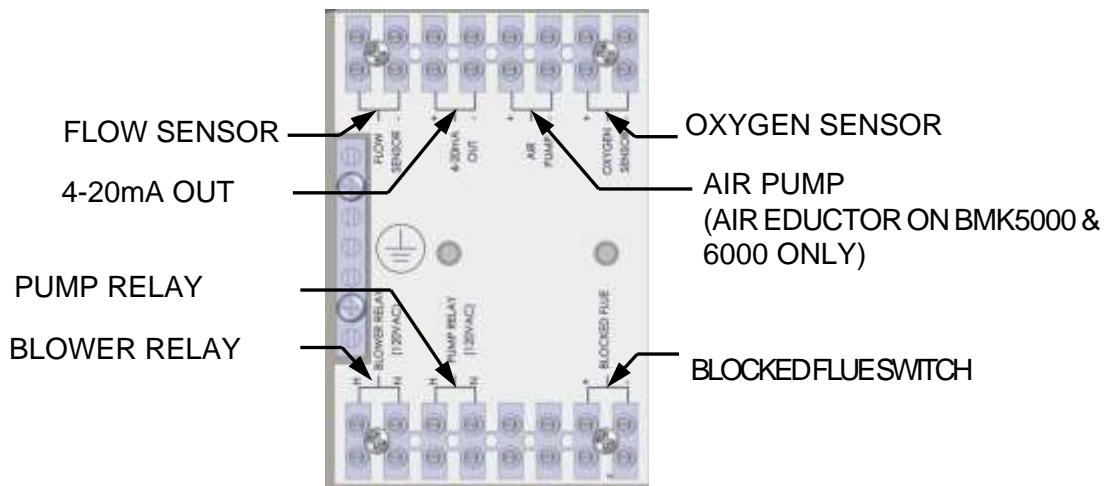 + - + - + - + -
FLOW SENSOR
4-20mA OUT
AIR PUMP
OXYGEN SENSOR
FLOW SENSOR
4-20mA OUT
OXYGEN SENSOR
AIR PUMP
(AIR EDUCTOR ON BMK5000 &
6000 ONLY)
PUMP RELAY
BLOWER RELAY
BLOCKED FLUE SWITCH
BLOWER RELAY
(120VAC)
PUMP RELAY
(120VAC)
BLOCKED FLUE
H N H N + -